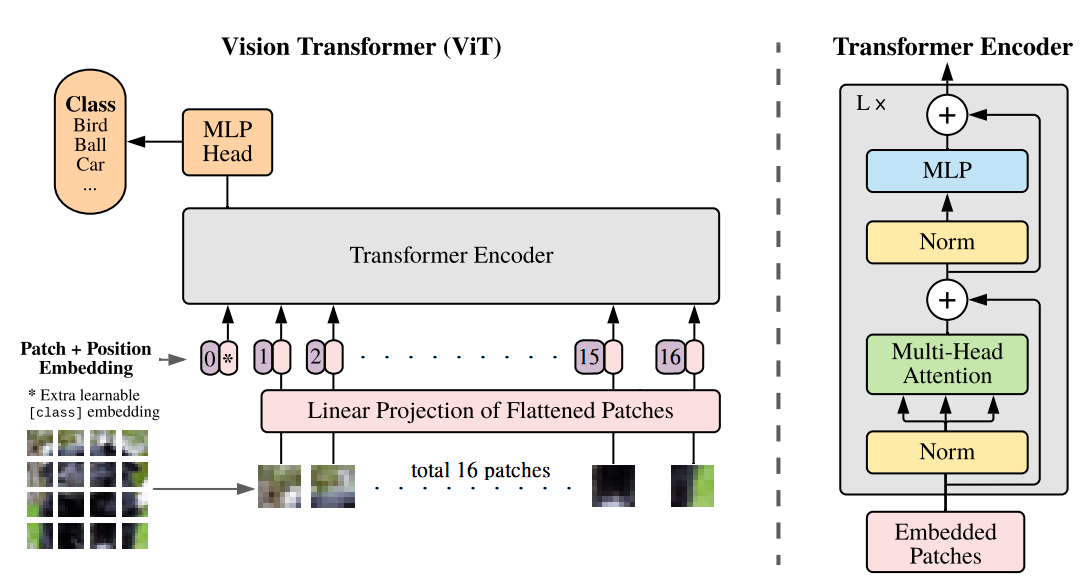 Vision Transformer (ViT)
Class
Bird
Ball
Car
...
MLP
Head
Transformer Encoder
Patch + Position
Embedding
0 *
1
2
15
16
* Extra learnable
[class] embedding
Linear Projection of Flattened Patches
total 16 patches
Transformer Encoder
L ×
+
MLP
Norm
+
Multi-Head
Attention
Norm
Embedded
Patches